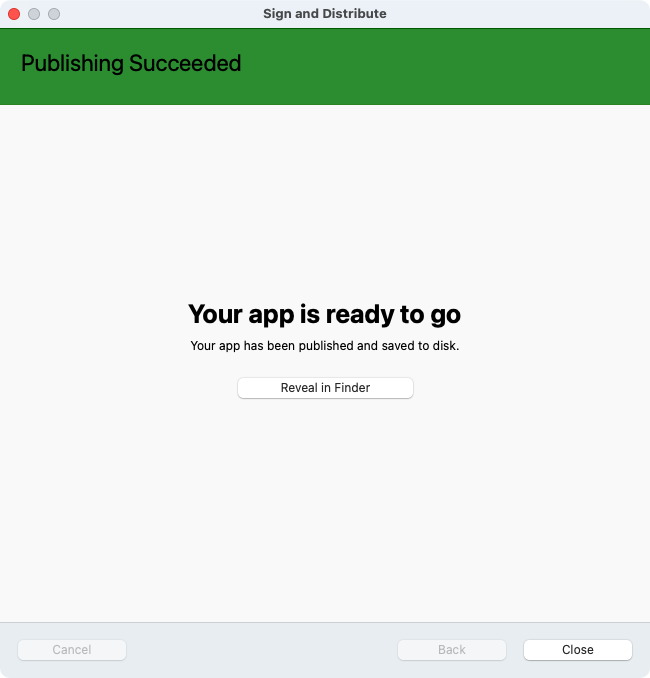 Sign and Distribute
Publishing Succeeded
Your app is ready to go
Your app has been published and saved to disk.
Reveal in Finder
Cancel
Back
Close